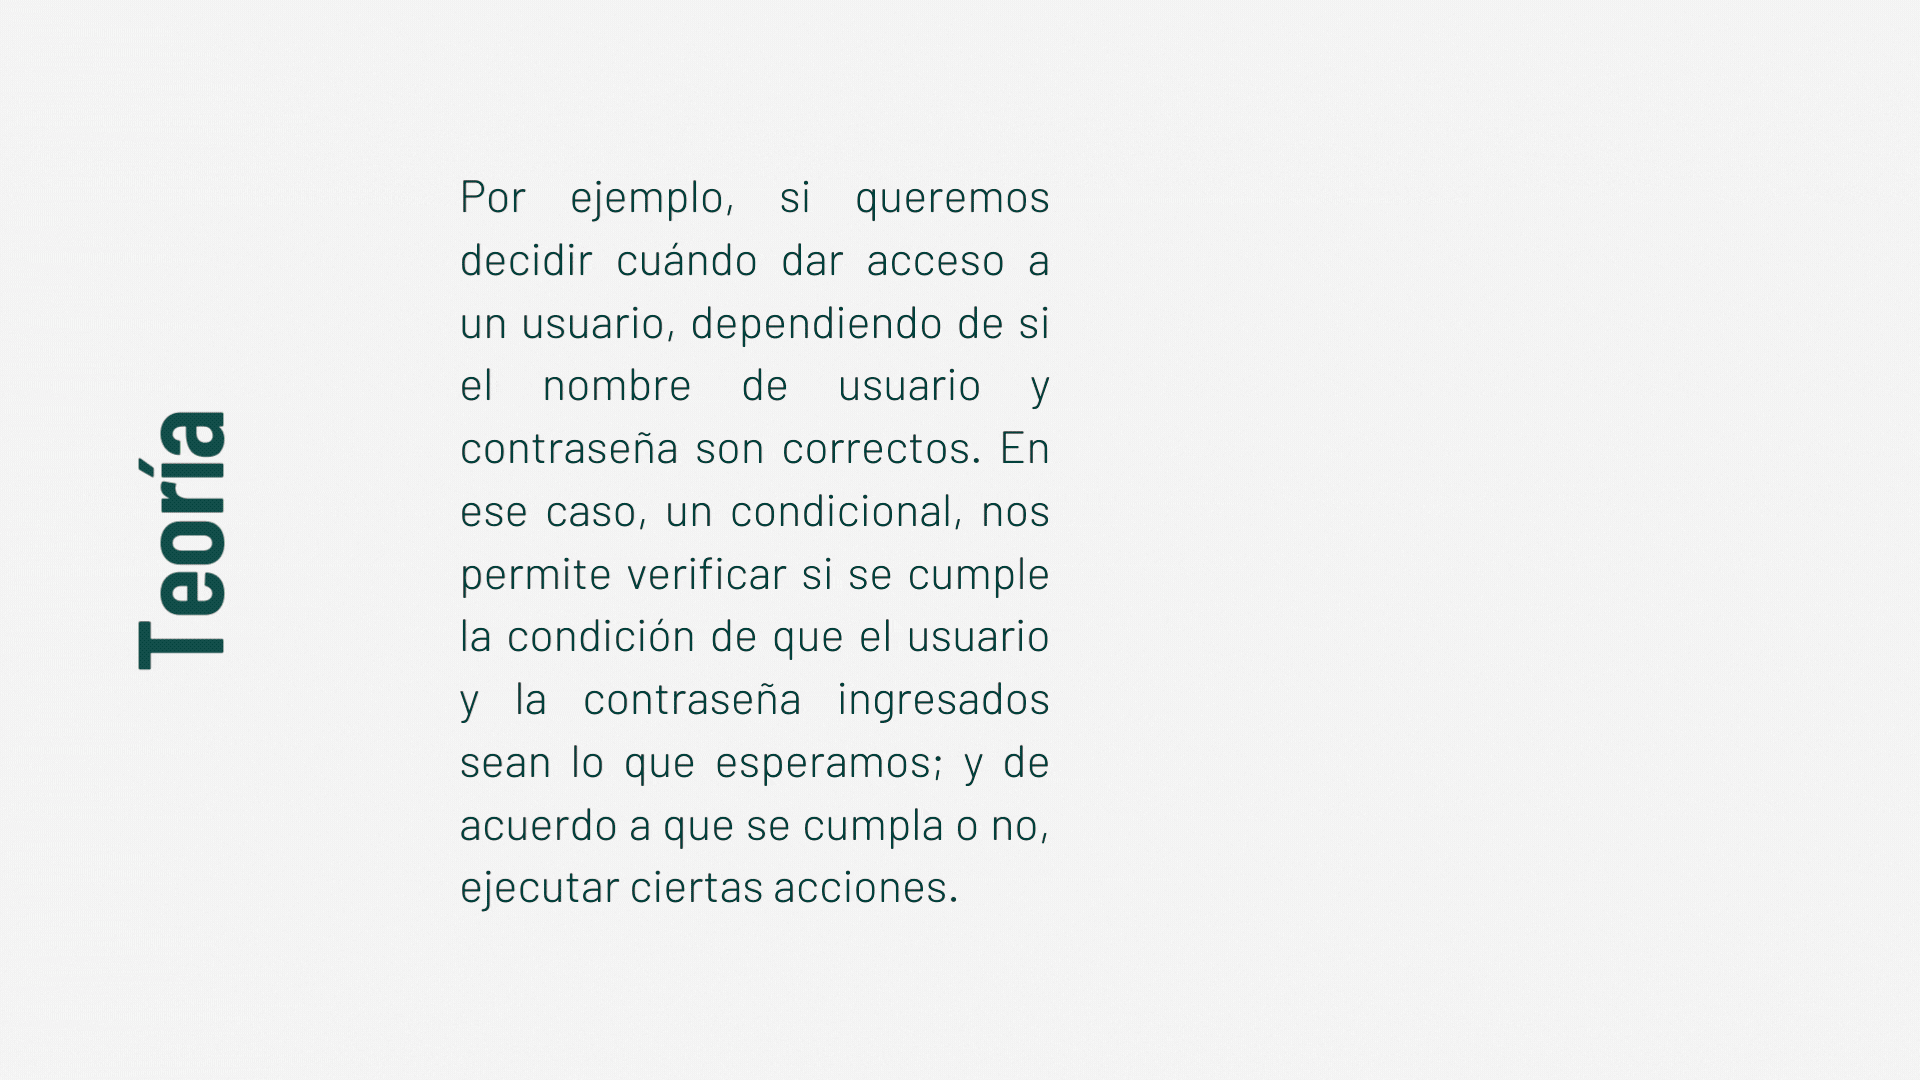 Teoría
Por ejemplo, si queremos
decidir cuándo dar acceso a
un usuario, dependiendo de si
el nombre de usuario y
contraseña son correctos. En
ese caso, un condicional, nos
permite verificar si se cumple
la condición de que el usuario
y la contraseña ingresados
sean lo que esperamos; y de
acuerdo a que se cumpla o no,
ejecutar ciertas acciones.